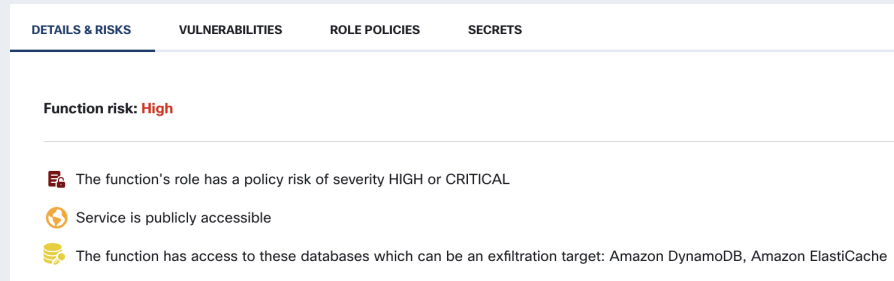 DETAILS & RISKS VULNERABILITIES ROLE POLICIES SECRETS
Function risk: High
The function's role has a policy risk of severity HIGH or CRITICAL
Service is publicly accessible
The function has access to these databases which can be an exfiltration target: Amazon DynamoDB, Amazon ElastiCache